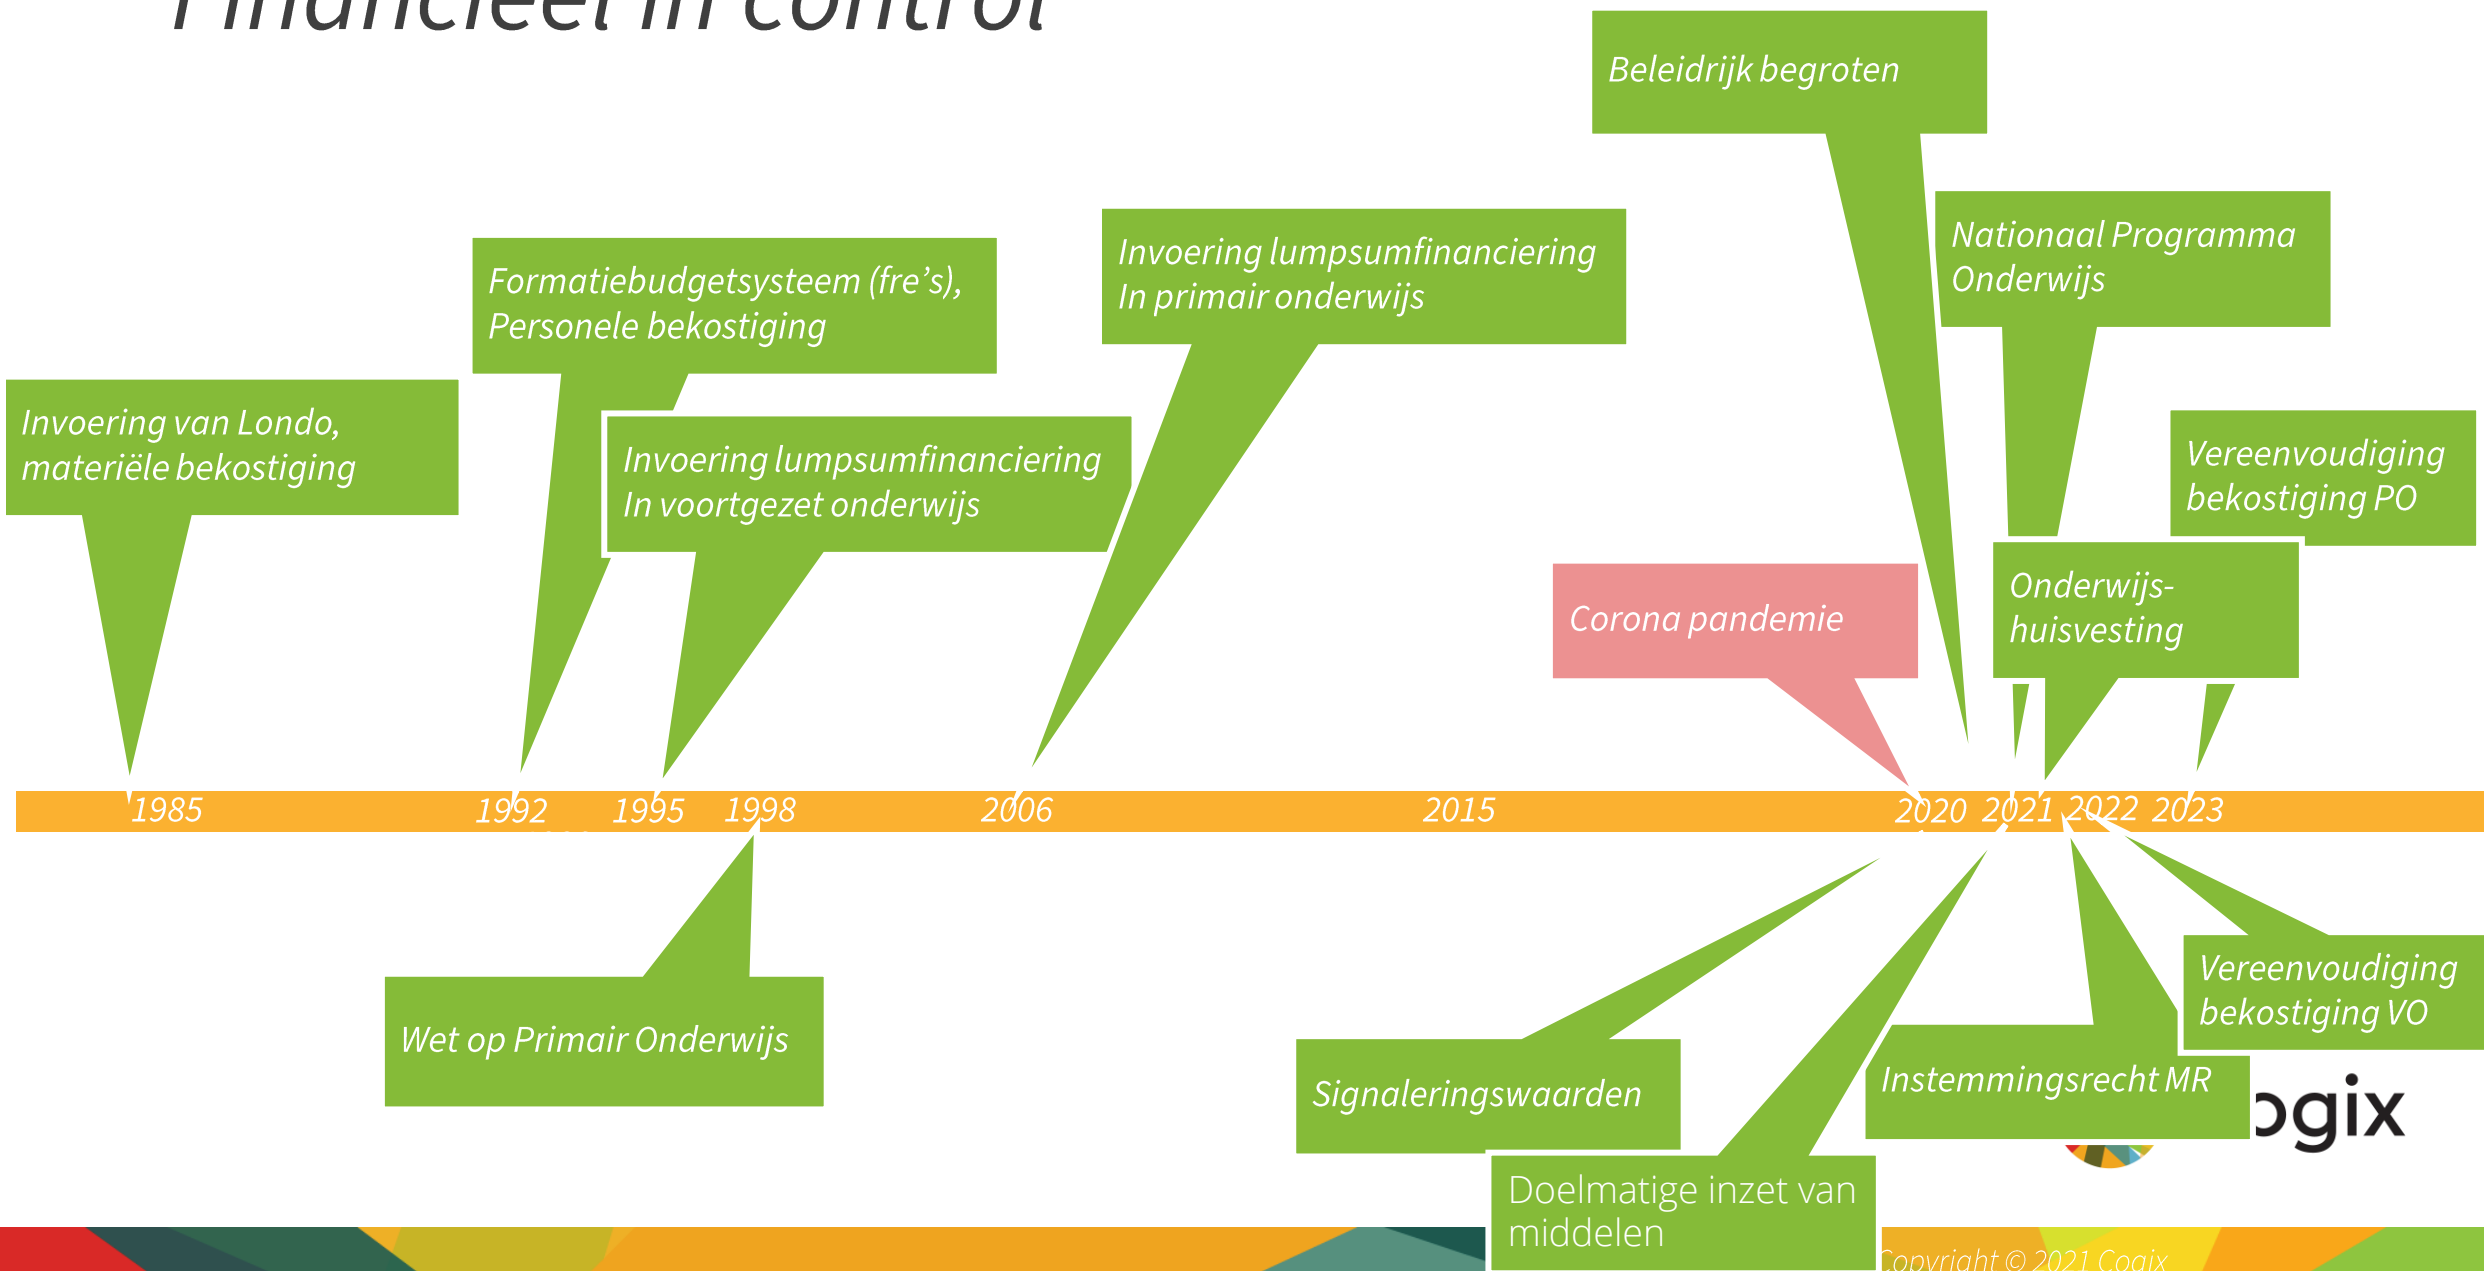 Financieel in control
Beleidrijk begroten
Nationaal Programma
Onderwijs
Invoering lumpsumfinanciering
In primair onderwijs
Formatiebudgetsysteem (fre’s),
Personele bekostiging
Invoering van Londo,
materiële bekostiging
Invoering lumpsumfinanciering
In voortgezet onderwijs
Vereenvoudiging
bekostiging PO
Onderwijs-
huisvesting
Corona pandemie
1985 1992 1995 1998 2006 2015 2020 2021 2022 2023
Wet op Primair Onderwijs
Vereenvoudiging
bekostiging VO
Signaleringswaarden
Instemmingsrecht MR
ogix
Doelmatige inzet van
middelen
Copyright © 2021 Cogix